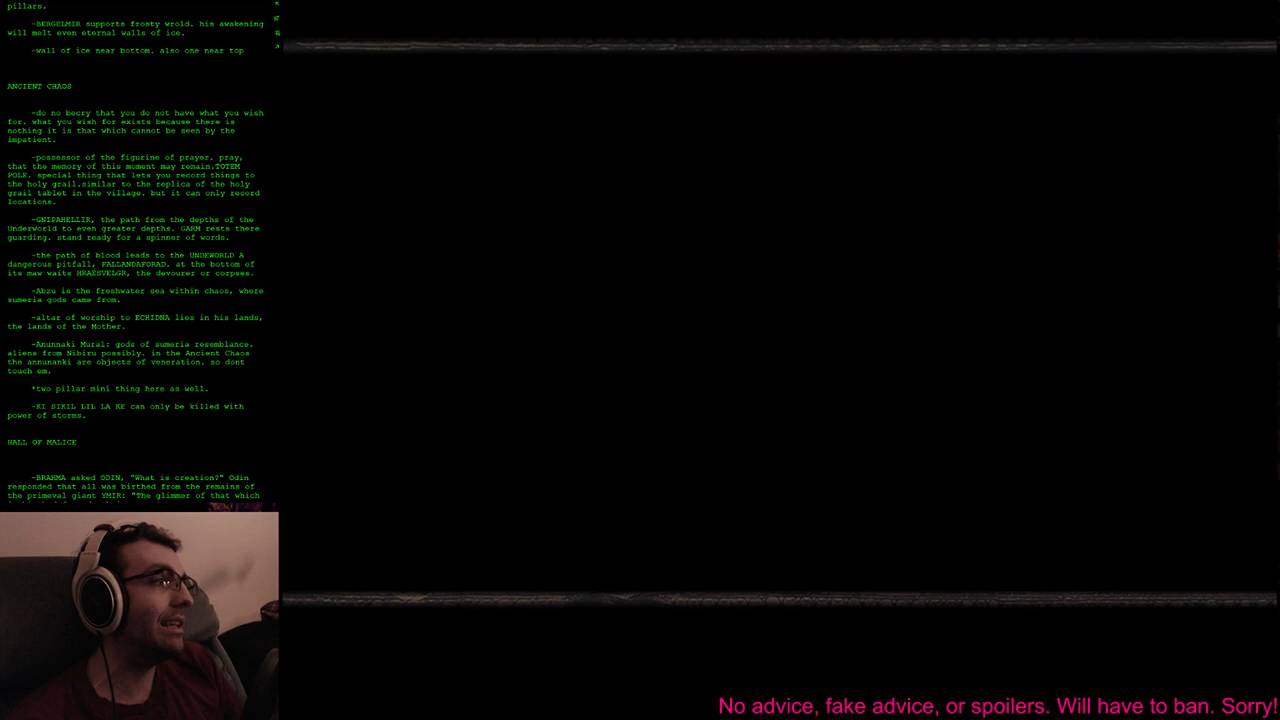 pillars.
-BERGELMIR supports frosty wrold. his awakening
will melt even eternal walls of ice.
-wall of ice near bottom. also one near top
ANCIENT CHAOS
-do no becry that you do not have what you wish
for. what you wish for exists because there is
nothing it is that which cannot be seen by the
impatient.
-possessor of the figurine of prayer. pray,
that the memory of this moment may remain.TOTEM
POLE. special thing that lets you record things to
the holy grail.similar to the replica of the holy
grail tablet in the village. but it can only record
locations.
-GNIPAHELLIR, the path from the depths of the
Underworld to even greater depths. GARM rests there
guarding. stand ready for a spinner of words.
-the path of blood leads to the UNDEWORLD A
dangerous pitfall, FALLANDAFORAD. at the bottom of
its maw waits HRAESVELGR, the devourer or corpses.
-Abzu is the freshwater sea within chaos, where
sumeria gods came from.
-altar of worship to ECHIDNA lies in his lands,
the lands of the Mother.
-Anunnaki Mural: gods of sumeria resemblance.
aliens from Nibiru possibly. in the Ancient Chaos
the annunanki are objects of veneration. so dont
touch em.
*two pillar mini thing here as well.
-KI SIKIL LIL LA KE can only be killed with
power of storms.
HALL OF MALICE
-BRAHMA asked ODIN, "What is creation?" Odin
responded that all was birthed from the remains of
the primeval giant YMIR: "The glimmer of that which
No advice, fake advice, or spoilers. Will have to ban. Sorry!